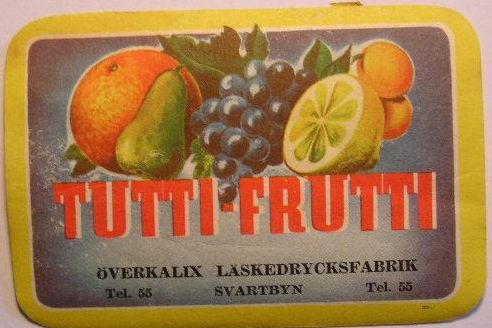 TUTTI-FRUTTI
ÖVERKALIX LÄSKEDRYCKSFABRIK
Tel. 55 SVARTBYN Tel. 55